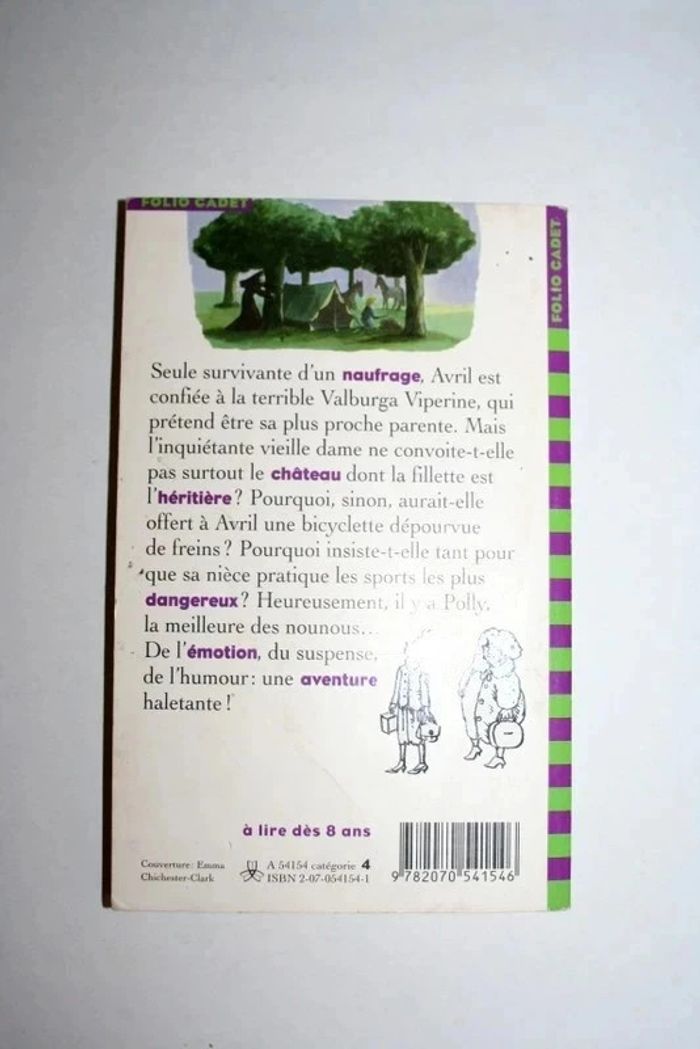 FOLIO CADET
FOLIO CADET
Seule survivante d'un naufrage, Avril est
confiée à la terrible Valburga Viperine, qui
prétend être sa plus proche parente. Mais
l'inquiétante vieille dame ne convoite-t-elle
pas surtout le château dont la fillette est
l'héritière ? Pourquoi, sinon, aurait-elle
offert à Avril une bicyclette dépourvue
de freins ? Pourquoi insiste-t-elle tant pour
que sa nièce pratique les sports les plus
dangereux ? Heureusement, il y a Polly,
la meilleure des nounous...
De l'émotion, du suspense,
de l'humour : une aventure
haletante !
à lire dès 8 ans
Couverture : Emma
Chichester-Clark
A 54154 catégorie 4
ISBN 2-07-054154-1
9 782070 541546